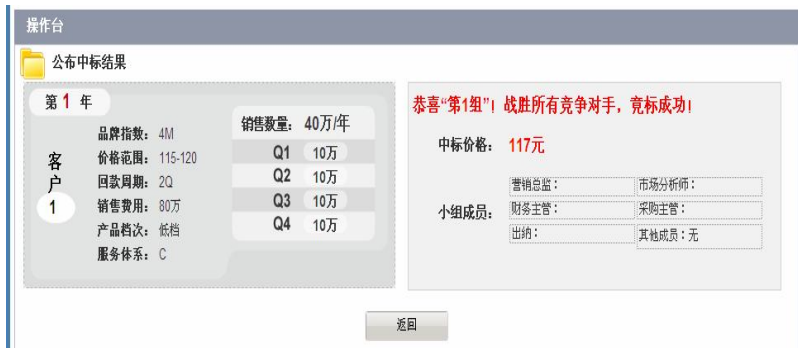 操作台
公布中标结果
第1年
客户
1
品牌指数: 4M
价格范围: 115-120
回款周期: 2Q
销售费用: 80万
产品档次: 低档
服务体系: C
销售数量: 40万/年
Q1 10万
Q2 10万
Q3 10万
Q4 10万
恭喜“第1组”! 战胜所有竞争对手, 竞标成功!
中标价格: 117元
小组成员:
营销总监: 市场分析师:
财务主管: 采购主管:
出纳: 其他成员: 无
返回